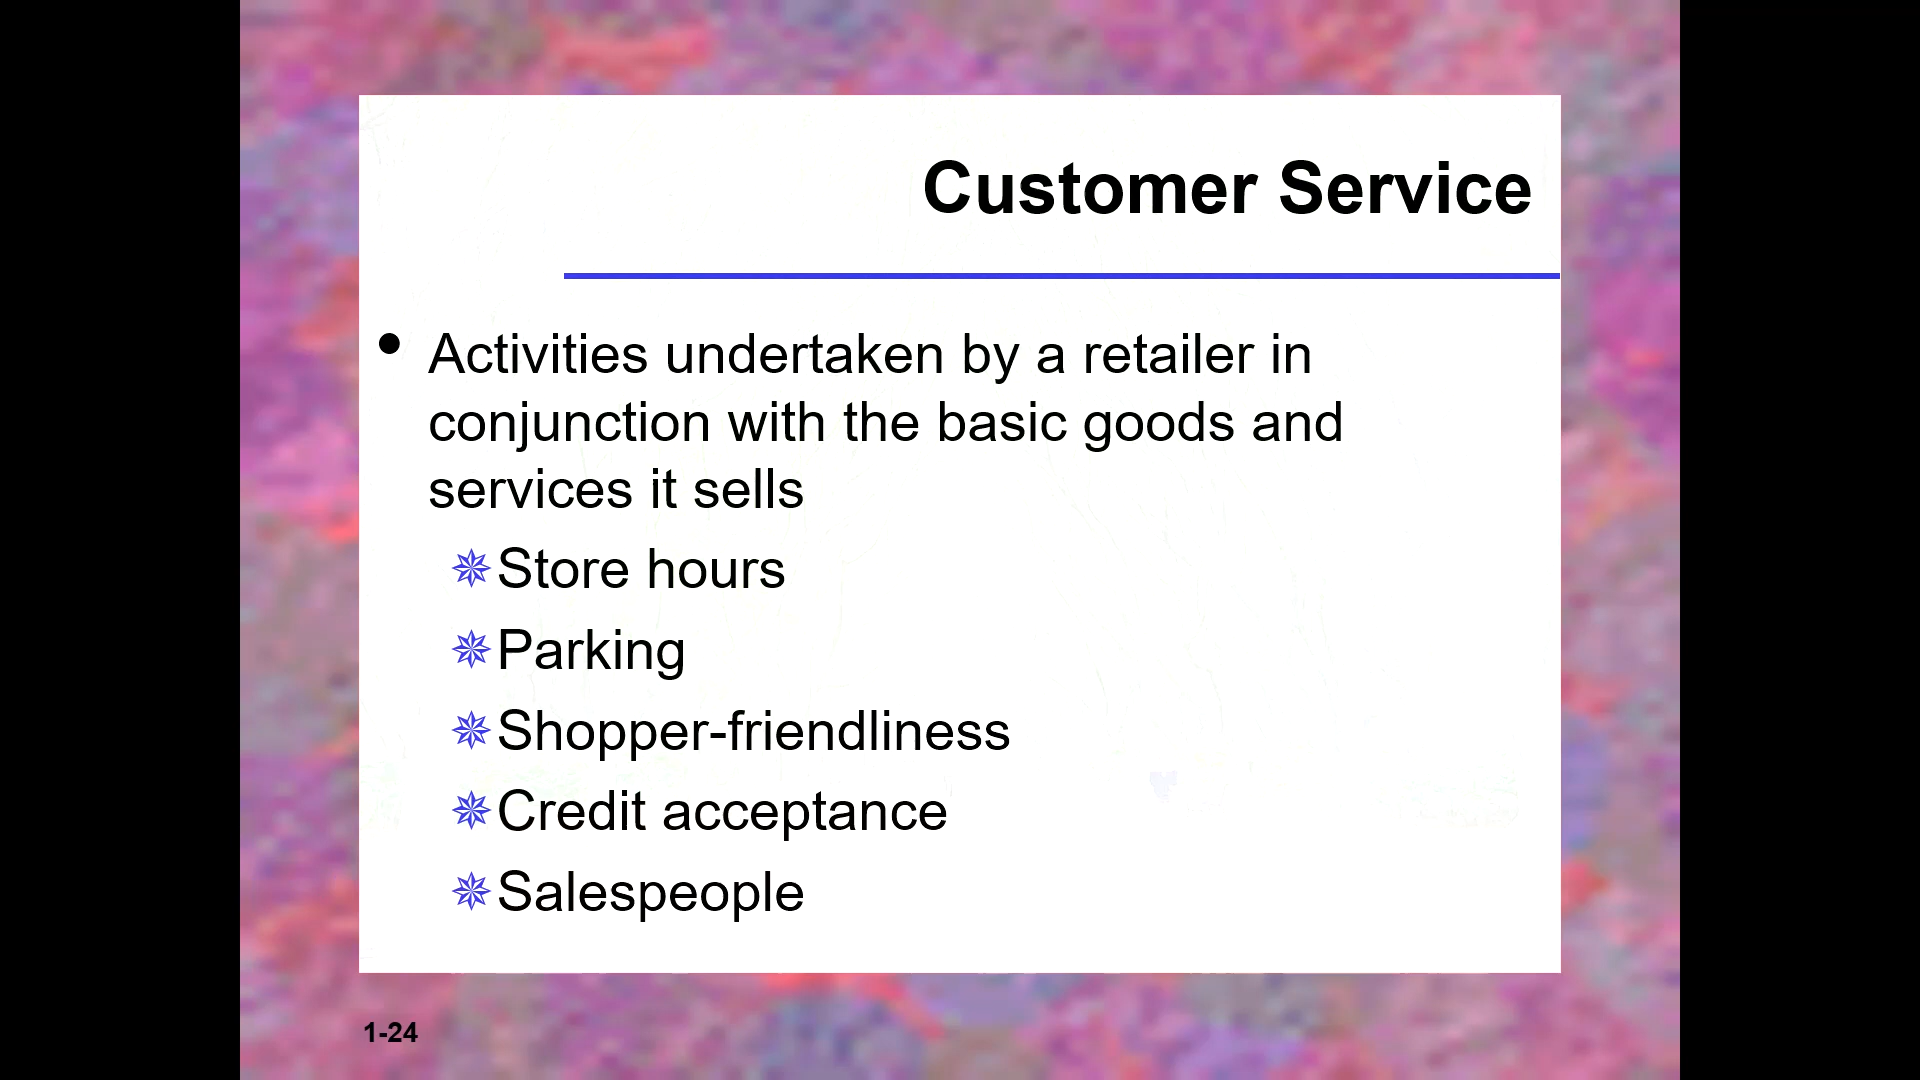 Customer Service
• Activities undertaken by a retailer in
conjunction with the basic goods and
services it sells
Store hours
Parking
Shopper-friendliness
Credit acceptance
Salespeople
1-24